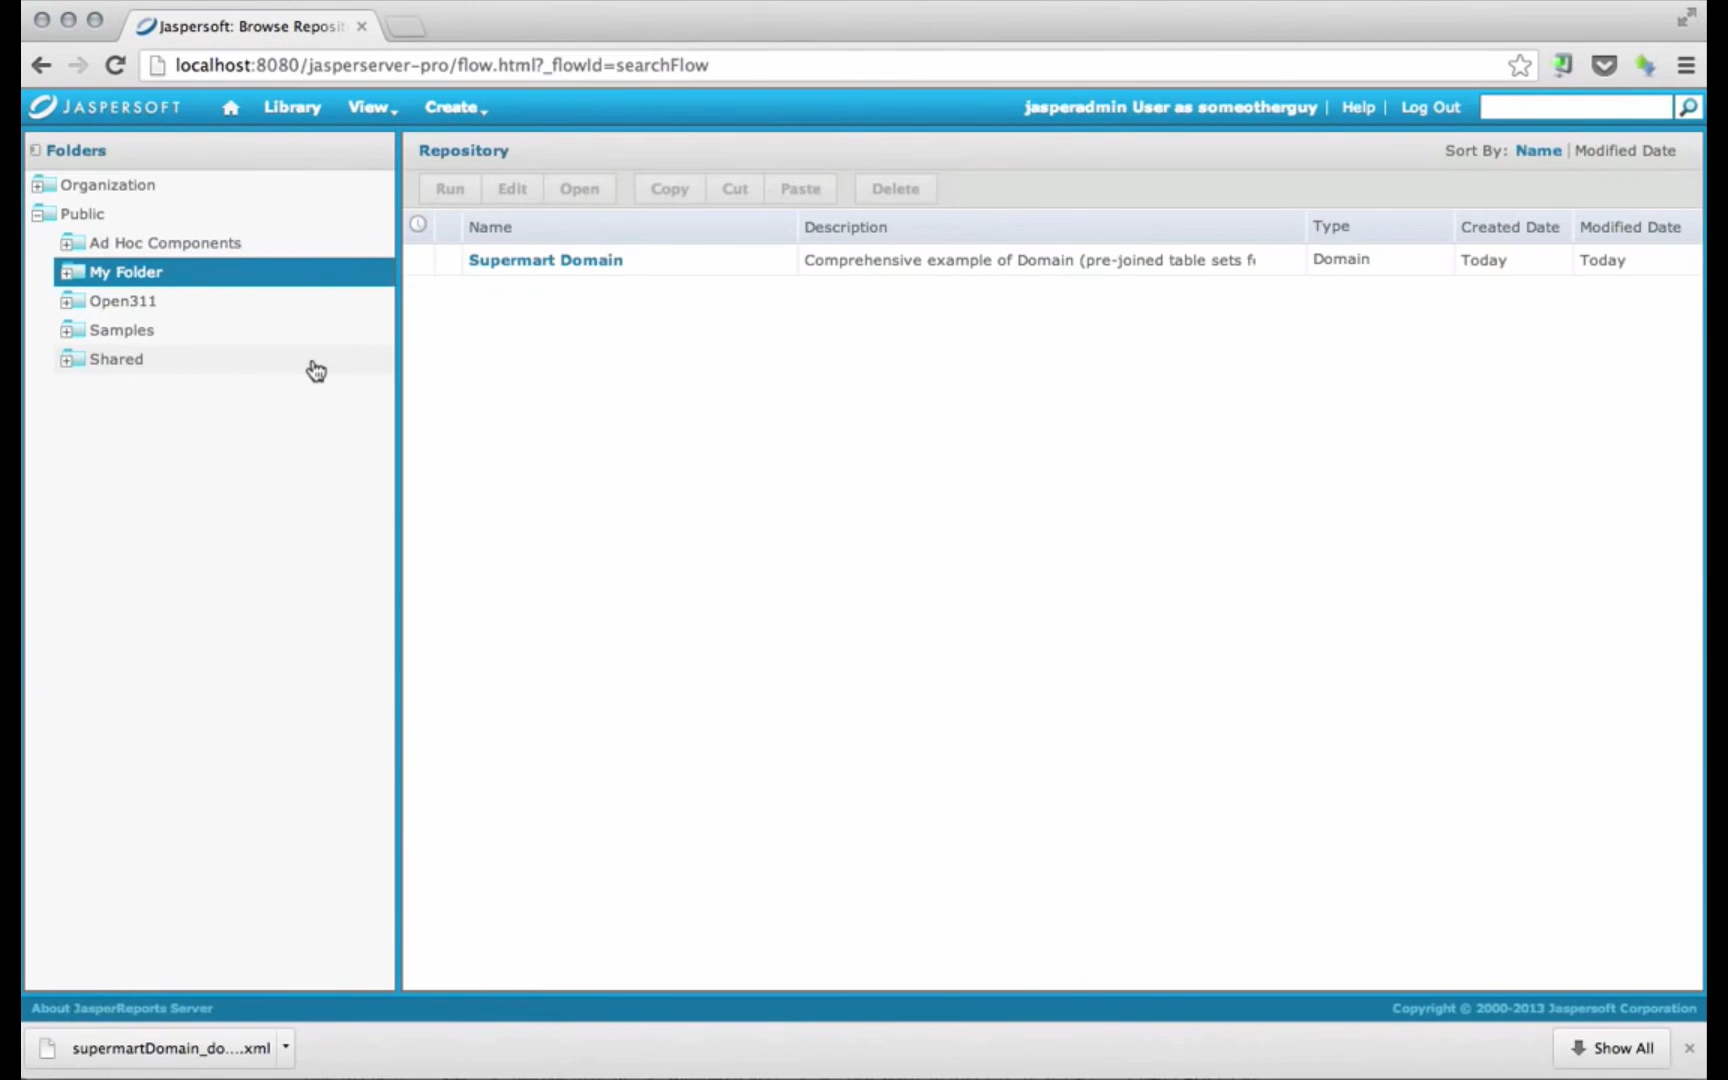 Jaspersoft: Browse Reposit
localhost:8080/jasperserver-pro/flow.html?_flowId=searchFlow
JASPERSOFT Library View Create jasperadmin User as someotherguy | Help | Log Out
Folders
Organization
Public
Ad Hoc Components
My Folder
Open311
Samples
Shared
Repository Sort By: Name | Modified Date
Run Edit Open Copy Cut Paste Delete
Name Description Type Created Date Modified Date
Supermart Domain Comprehensive example of Domain (pre-joined table sets f Domain Today Today
About JasperReports Server Copyright © 2000-2013 Jaspersoft Corporation
supermartDomain_do....xml Show All